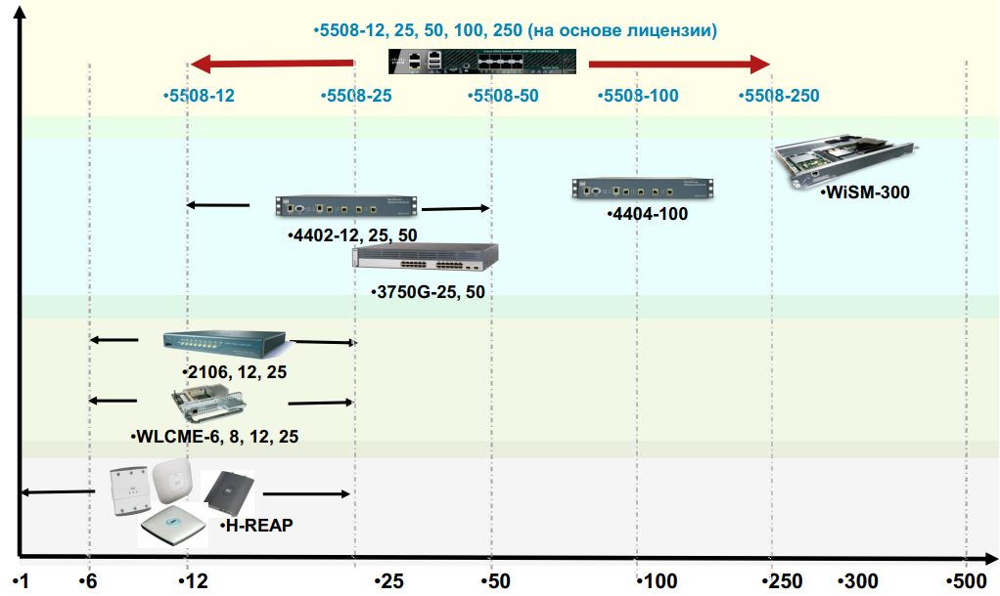 •5508-12, 25, 50, 100, 250 (на основе лицензии)
•5508-12 •5508-25 •5508-50 •5508-100 •5508-250
•WiSM-300
•4404-100
•4402-12, 25, 50
•3750G-25, 50
•2106, 12, 25
•WLCME-6, 8, 12, 25
•H-REAP
•1 •6 •12 •25 •50 •100 •250 •300 •500